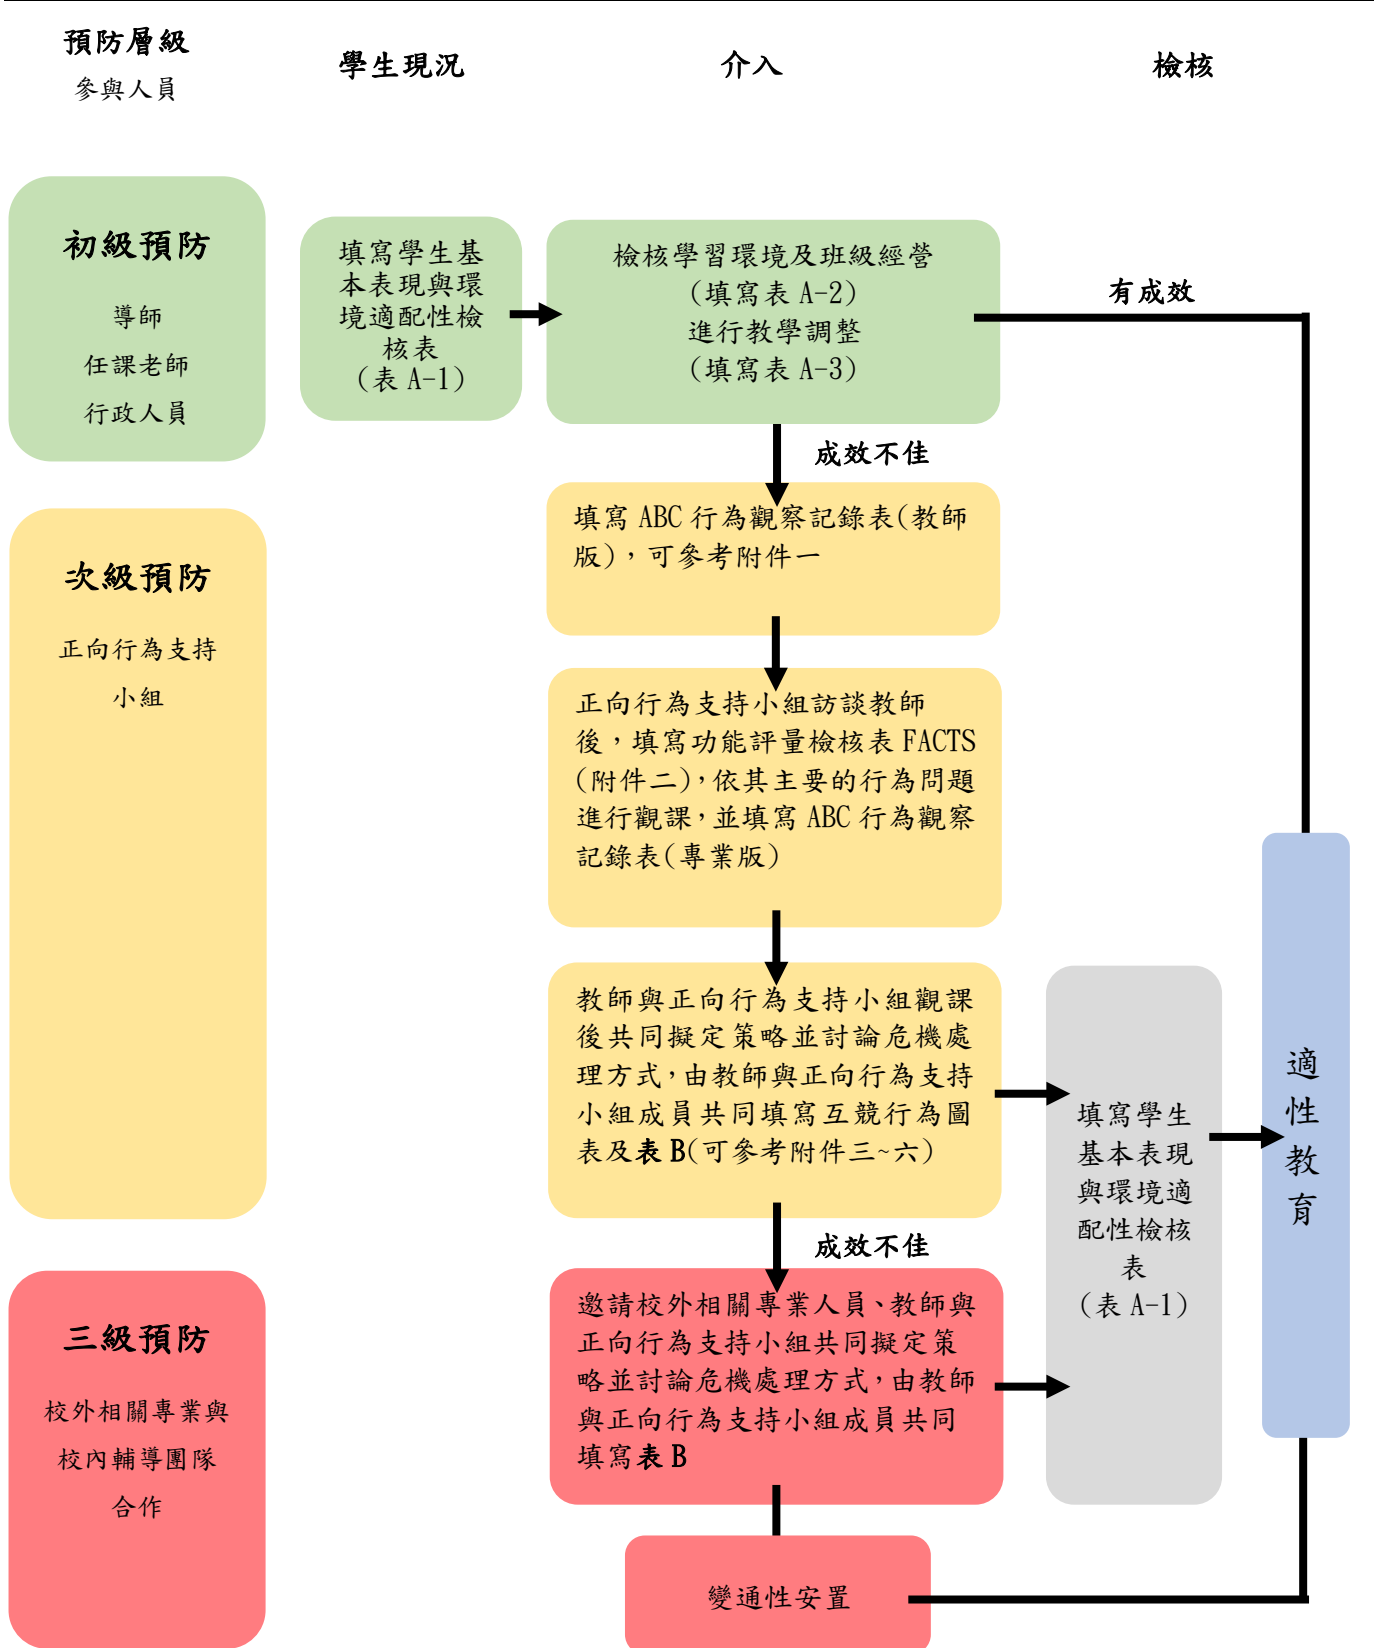 預防層級
參與人員
學生現況
介入
檢核
初級預防
導師
任課老師
行政人員
填寫學生基
本表現與環
境適配性檢
核表
(表 A-1)
檢核學習環境及班級經營
(填寫表 A-2)
進行教學調整
(填寫表 A-3)
有成效
成效不佳
次級預防
正向行為支持
小組
填寫 ABC 行為觀察記錄表(教師
版)，可參考附件一
正向行為支持小組訪談教師
後，填寫功能評量檢核表 FACTS
(附件二)，依其主要的行為問題
進行觀課，並填寫 ABC 行為觀察
記錄表(專業版)
教師與正向行為支持小組觀課
後共同擬定策略並討論危機處
理方式，由教師與正向行為支持
小組成員共同填寫互競行為圖
表及表 B(可參考附件三~六)
成效不佳
填寫學生
基本表現
與環境適
配性檢核
表
(表 A-1)
適
性
教
育
三級預防
校外相關專業與
校內輔導團隊
合作
邀請校外相關專業人員、教師與
正向行為支持小組共同擬定策
略並討論危機處理方式，由教師
與正向行為支持小組成員共同
填寫表 B
變通性安置